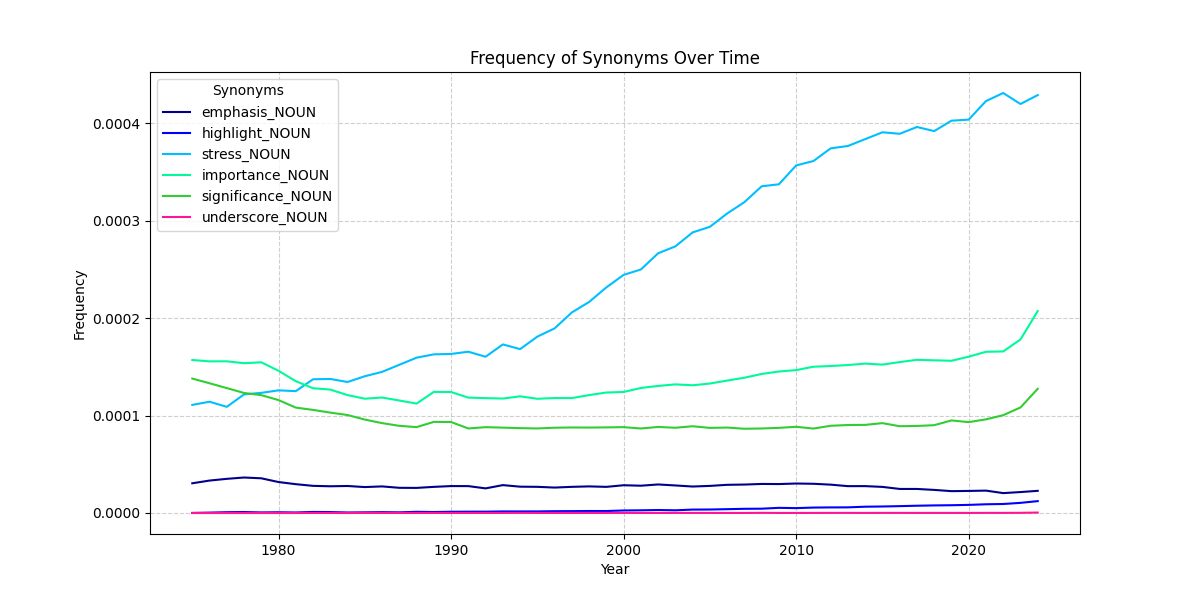 Frequency of Synonyms Over Time
Synonyms
emphasis_NOUN
highlight_NOUN
stress_NOUN
importance_NOUN
significance_NOUN
underscore_NOUN
0.0004
0.0003
0.0002
0.0001
0.0000
Frequency
1980 1990 2000 2010 2020
Year